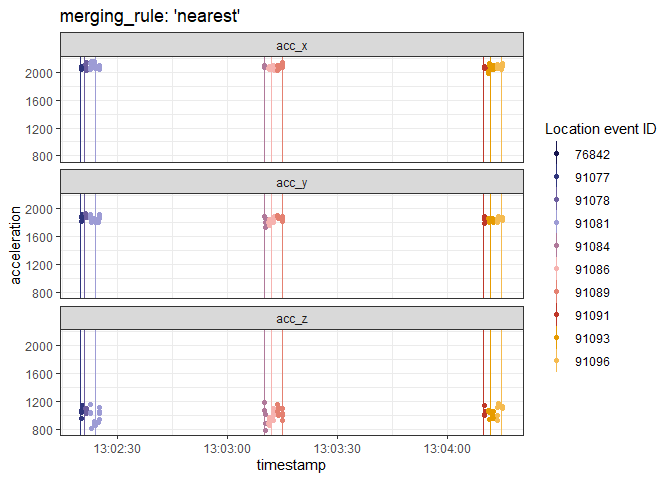 merging_rule: 'nearest'
acc_x
2000
1600
1200
800
acc_y
2000
1600
1200
800
acc_z
2000
1600
1200
800
acceleration
13:02:30 13:03:00 13:03:30 13:04:00
timestamp
Location event ID
76842
91077
91078
91081
91084
91086
91089
91091
91093
91096